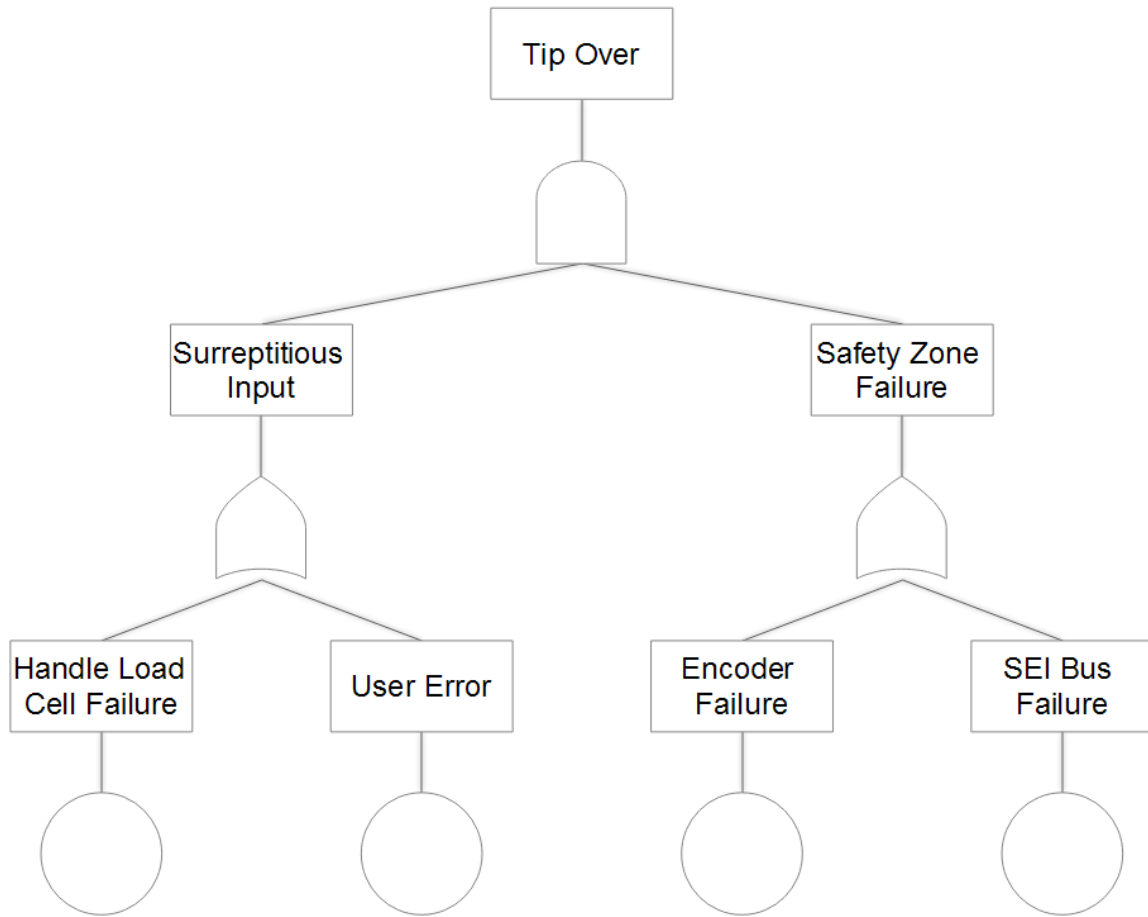 Tip Over
Surreptitious
Input
Safety Zone
Failure
Handle Load
Cell Failure
User Error
Encoder
Failure
SEI Bus
Failure